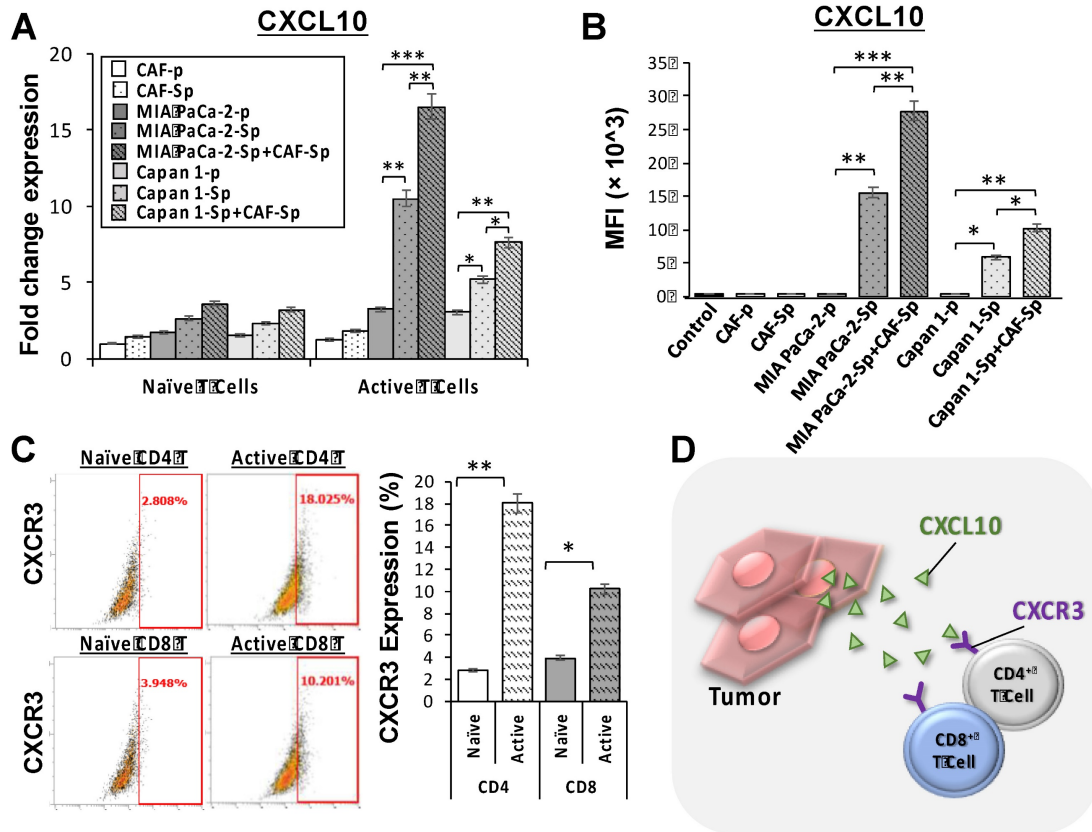 A
CXCL10
Fold change expression
20
15
10
5
0
CAF-p
CAF-Sp
MIA PaCa-2-p
MIA PaCa-2-Sp
MIA PaCa-2-Sp+CAF-Sp
Capan 1-p
Capan 1-Sp
Capan 1-Sp+CAF-Sp
***
**
**
**
*
*
Naïve T Cells
Active T Cells
B
CXCL10
MFI (× 10^3)
35
30
25
20
15
10
5
0
***
**
**
**
*
*
Control
CAF-p
CAF-Sp
MIA PaCa-2-p
MIA PaCa-2-Sp
MIA PaCa-2-Sp+CAF-Sp
Capan 1-p
Capan 1-Sp
Capan 1-Sp+CAF-Sp
C
Naïve CD4 T
Active CD4 T
CXCR3
2.808%
18.025%
Naïve CD8 T
Active CD8 T
CXCR3
3.948%
10.201%
CXCR3 Expression (%)
20
18
16
14
12
10
8
6
4
2
0
**
*
Naïve
Active
Naïve
Active
CD4
CD8
D
CXCL10
CXCR3
Tumor
CD4+
T Cell
CD8+
T Cell